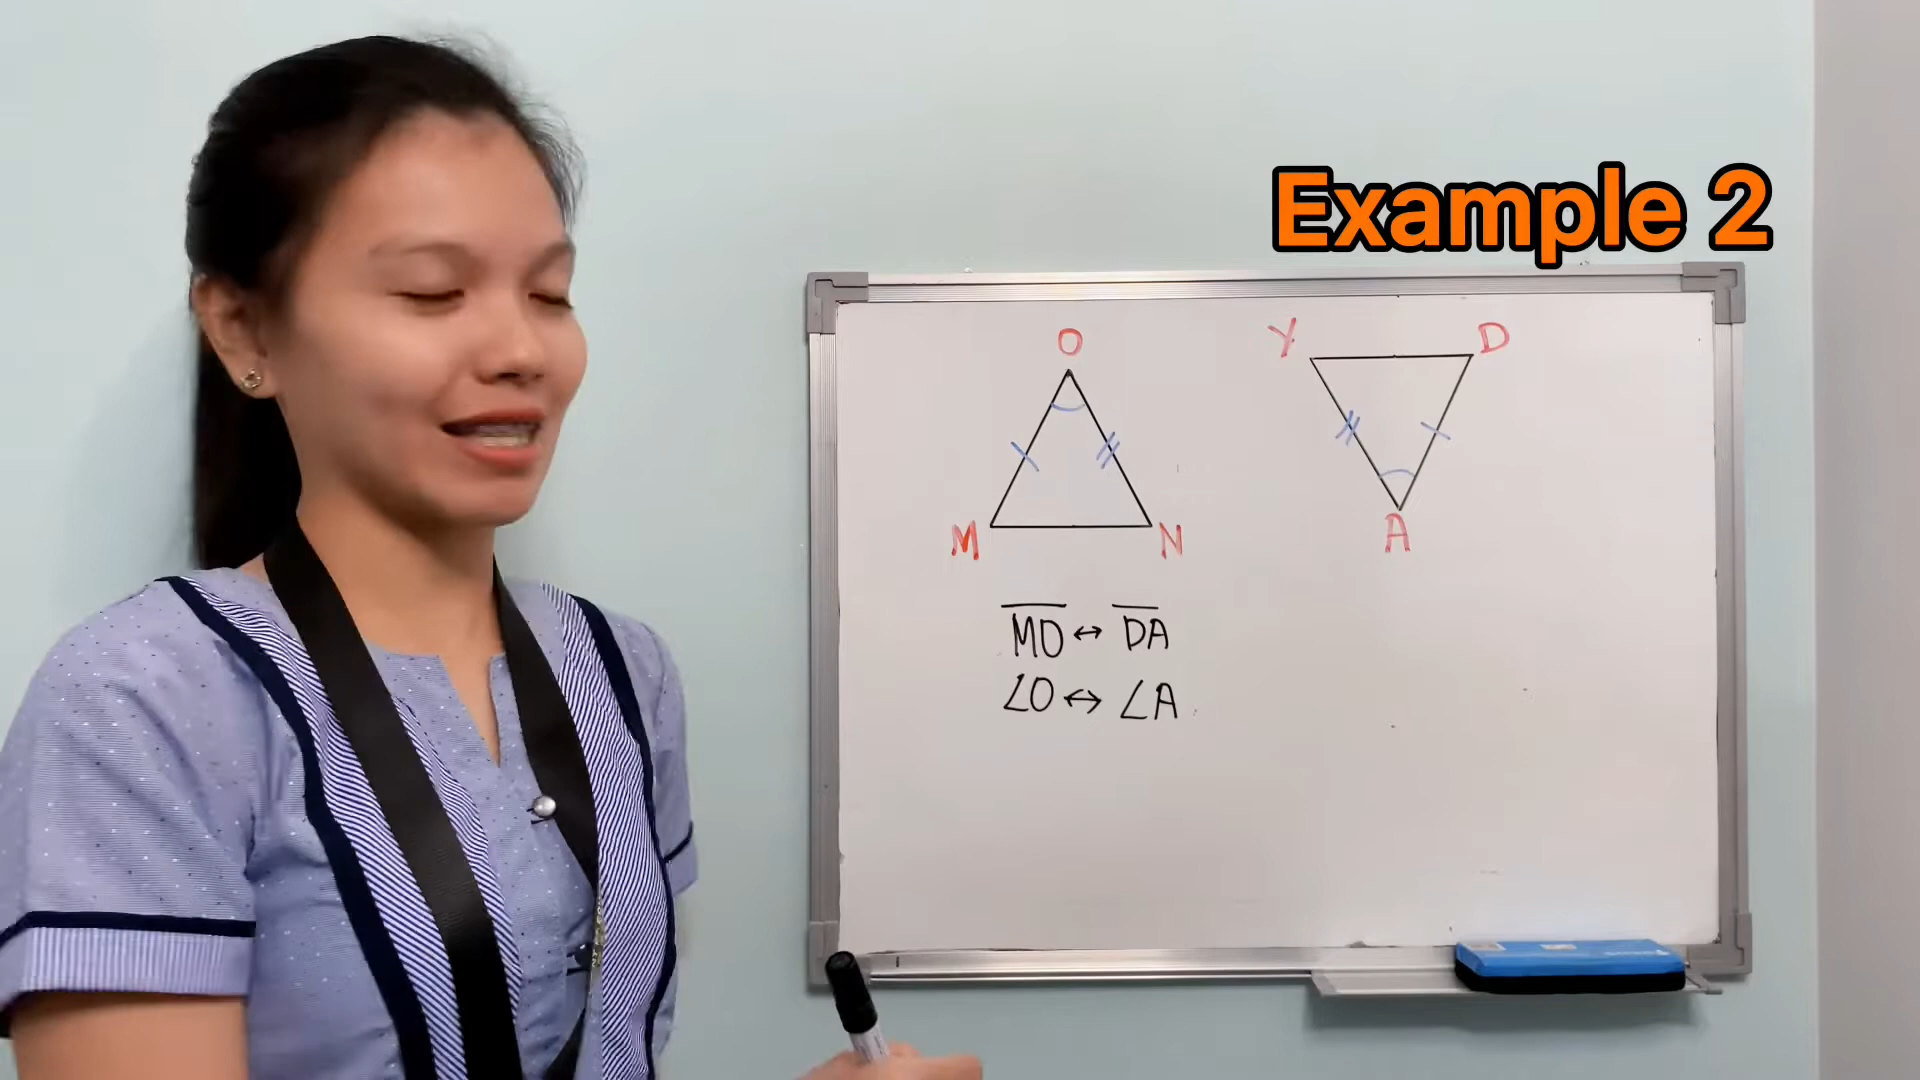 Example 2
O
Y D
M N
A
MO ↔ DA
∠O ↔ ∠A